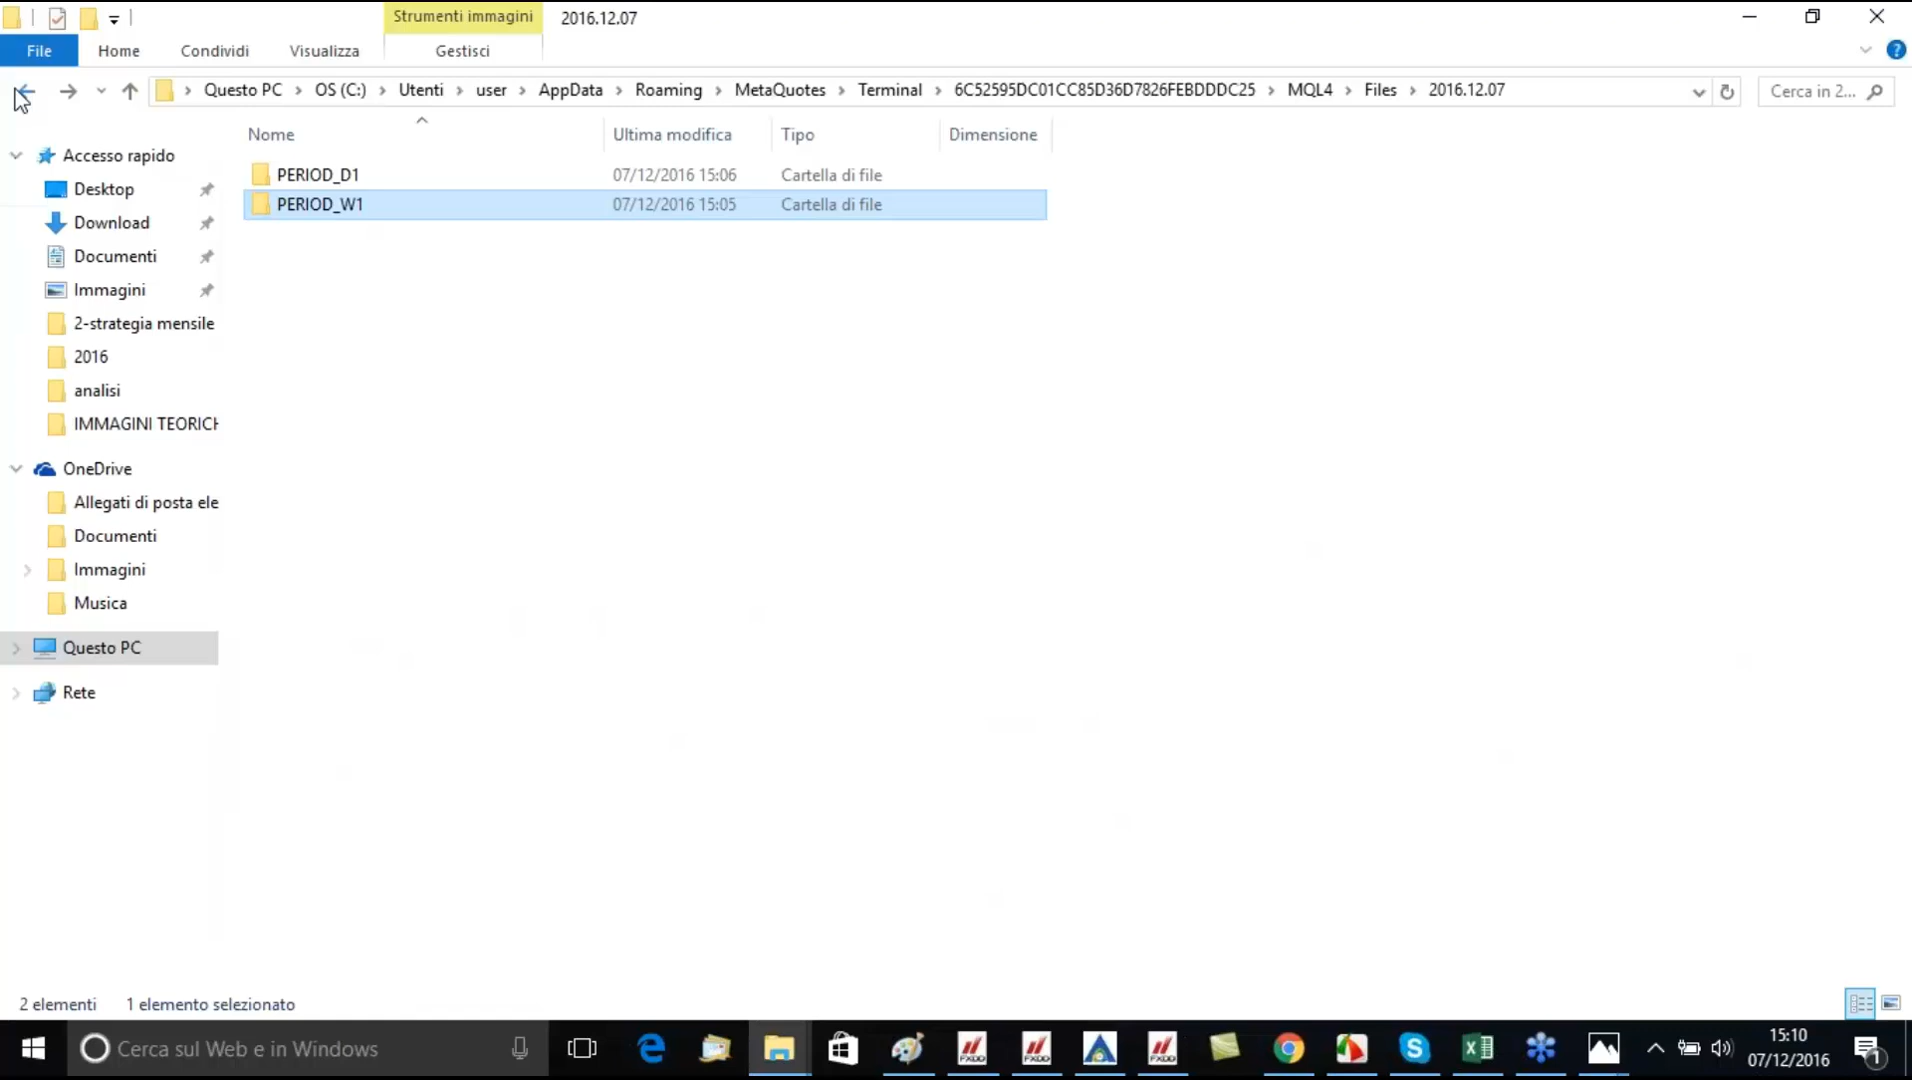 Strumenti immagini 2016.12.07
File Home Condividi Visualizza Gestisci
Questo PC OS (C:) Utenti user AppData Roaming MetaQuotes Terminal 6C52595DC01CC85D36D7826FEBDDDC25 MQL4 Files 2016.12.07 Cerca in 2...
Nome Ultima modifica Tipo Dimensione
PERIOD_D1 07/12/2016 15:06 Cartella di file
PERIOD_W1 07/12/2016 15:05 Cartella di file
Accesso rapido
Desktop
Download
Documenti
Immagini
2-strategia mensile
2016
analisi
IMMAGINI TEORICH
OneDrive
Allegati di posta ele
Documenti
Immagini
Musica
Questo PC
Rete
2 elementi 1 elemento selezionato
Cerca sul Web e in Windows
FXDD FXDD FXDD
15:10
07/12/2016
1